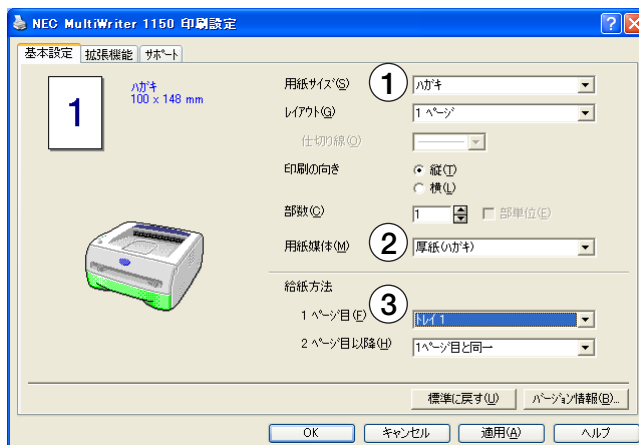 NEC MultiWriter 1150 印刷設定
基本設定 拡張機能 サポート
1
ハガキ
100 x 148 mm
用紙サイズ(S) ① ハガキ
レイアウト(G) 1 ページ
仕切り線(O)
印刷の向き 縦(T)
横(L)
部数(C) 1 部単位(E)
用紙媒体(M) ② 厚紙(ハガキ)
給紙方法
1 ページ目(F) ③ トレイ 1
2 ページ目以降(H) 1ページ目と同一
標準に戻す(U) バージョン情報(B)...
OK キャンセル 適用(A) ヘルプ